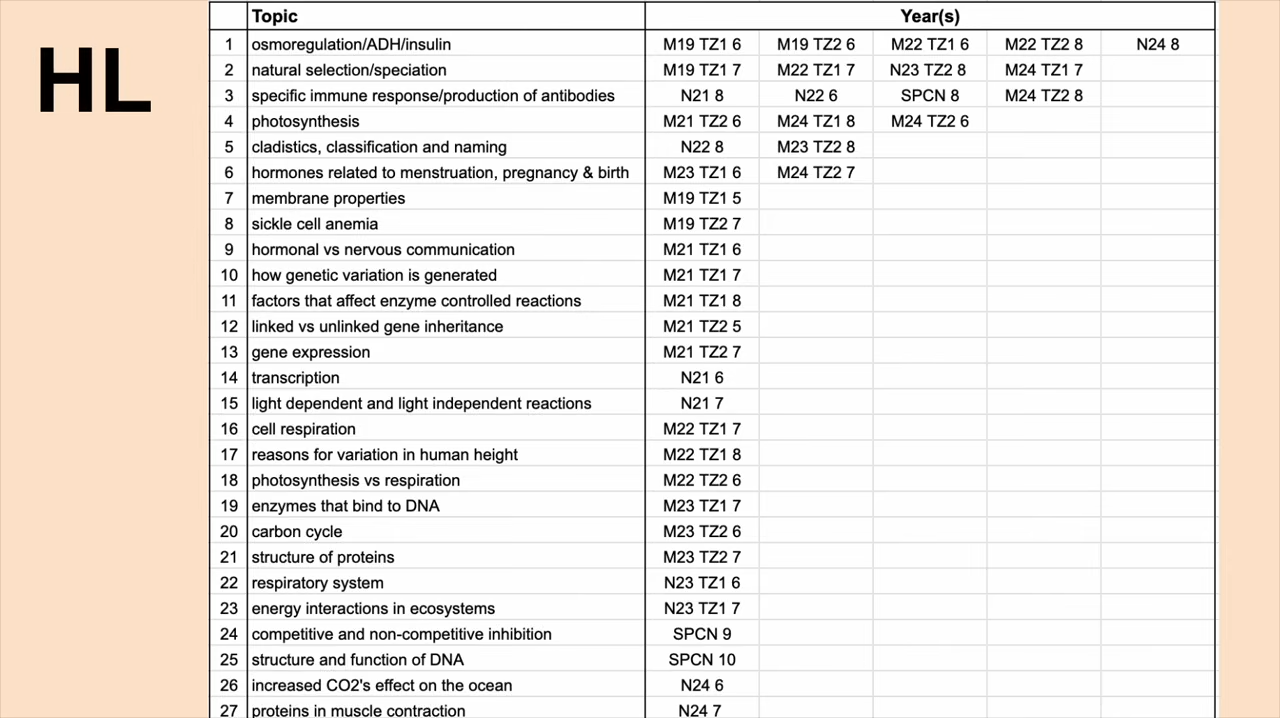 HL
Topic Year(s)
1 osmoregulation/ADH/insulin M19 TZ1 6 M19 TZ2 6 M22 TZ1 6 M22 TZ2 8 N24 8
2 natural selection/speciation M19 TZ1 7 M22 TZ1 7 N23 TZ2 8 M24 TZ1 7
3 specific immune response/production of antibodies N21 8 N22 6 SPCN 8 M24 TZ2 8
4 photosynthesis M21 TZ2 6 M24 TZ1 8 M24 TZ2 6
5 cladistics, classification and naming N22 8 M23 TZ2 8
6 hormones related to menstruation, pregnancy & birth M23 TZ1 6 M24 TZ2 7
7 membrane properties M19 TZ1 5
8 sickle cell anemia M19 TZ2 7
9 hormonal vs nervous communication M21 TZ1 6
10 how genetic variation is generated M21 TZ1 7
11 factors that affect enzyme controlled reactions M21 TZ1 8
12 linked vs unlinked gene inheritance M21 TZ2 5
13 gene expression M21 TZ2 7
14 transcription N21 6
15 light dependent and light independent reactions N21 7
16 cell respiration M22 TZ1 7
17 reasons for variation in human height M22 TZ1 8
18 photosynthesis vs respiration M22 TZ2 6
19 enzymes that bind to DNA M23 TZ1 7
20 carbon cycle M23 TZ2 6
21 structure of proteins M23 TZ2 7
22 respiratory system N23 TZ1 6
23 energy interactions in ecosystems N23 TZ1 7
24 competitive and non-competitive inhibition SPCN 9
25 structure and function of DNA SPCN 10
26 increased CO2's effect on the ocean N24 6
27 proteins in muscle contraction N24 7